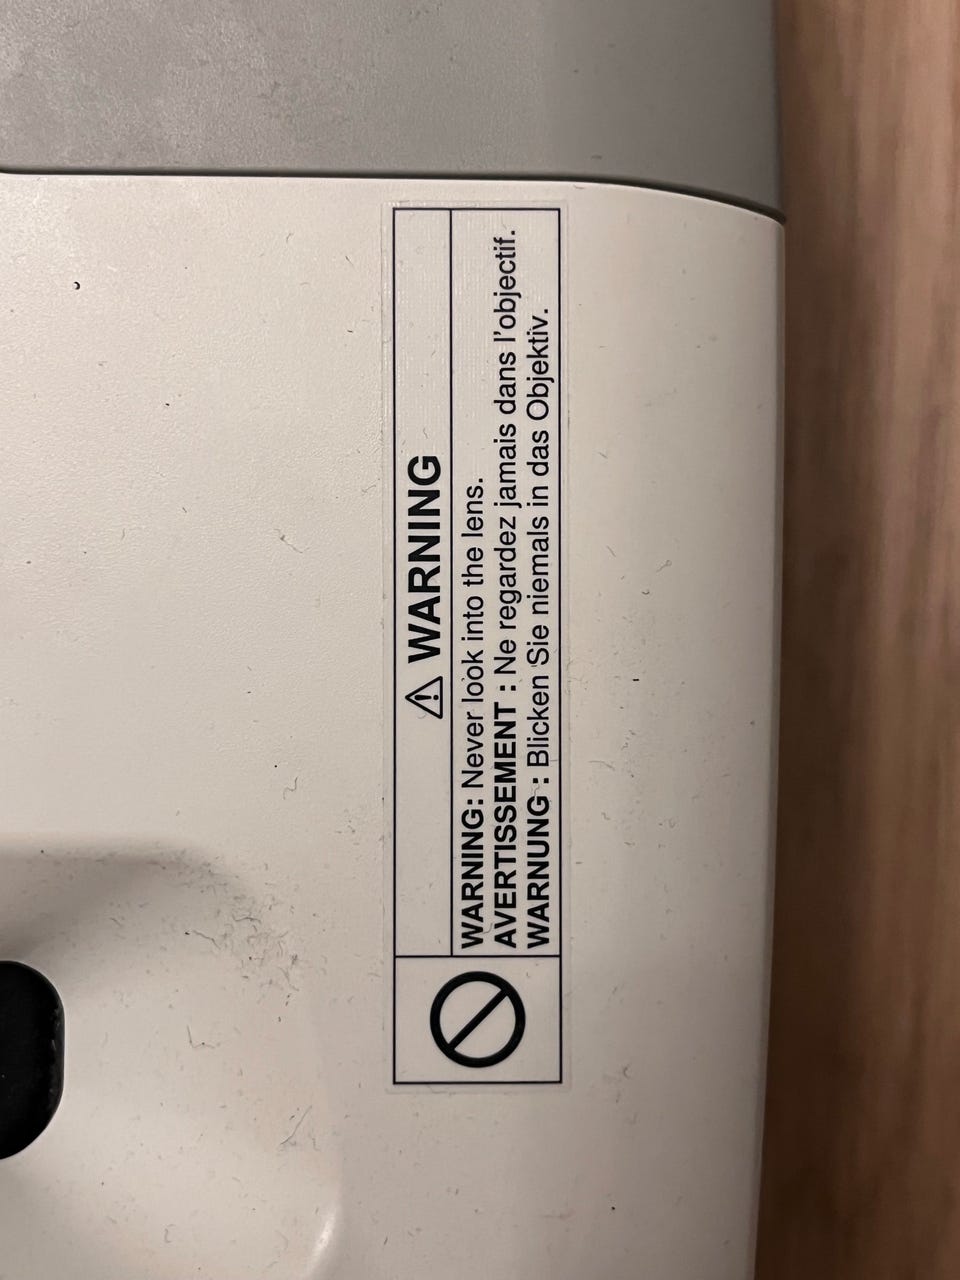 ⚠ WARNING
WARNING: Never look into the lens.
AVERTISSEMENT : Ne regardez jamais dans l'objectif.
WARNUNG : Blicken Sie niemals in das Objektiv.